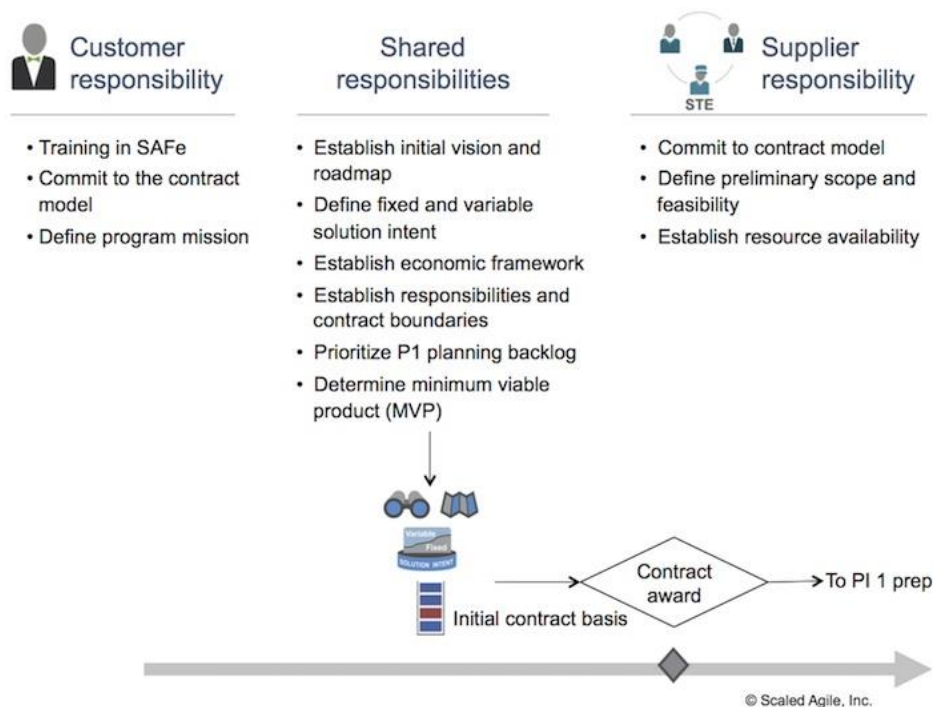 Customer
responsibility
• Training in SAFe
• Commit to the contract
model
• Define program mission
Shared
responsibilities
• Establish initial vision and
roadmap
• Define fixed and variable
solution intent
• Establish economic framework
• Establish responsibilities and
contract boundaries
• Prioritize P1 planning backlog
• Determine minimum viable
product (MVP)
STE
Supplier
responsibility
• Commit to contract model
• Define preliminary scope and
feasibility
• Establish resource availability
Variable
Fixed
SOLUTION INTENT
Initial contract basis
Contract
award
To PI 1 prep
© Scaled Agile, Inc.